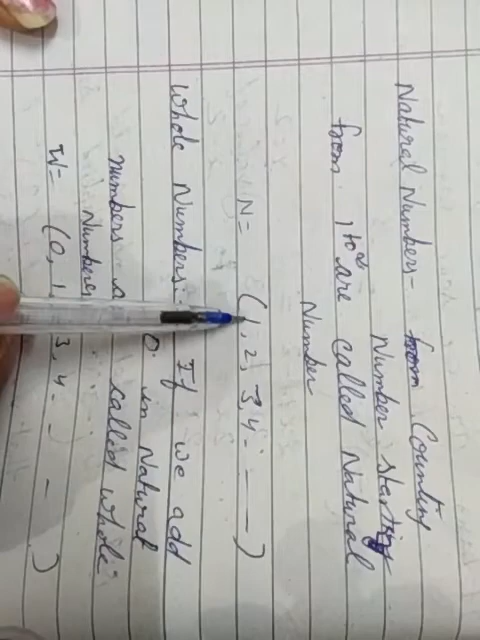 Natural Numbers - from Counting
Number starting
from 1 to ∞ are called Natural
Number
N = (1, 2, 3, 4 - - - —)
Whole Numbers: If we add
0 in Natural
numbers called whole
Numbers
W = (0, 1, 3, 4 - - - )